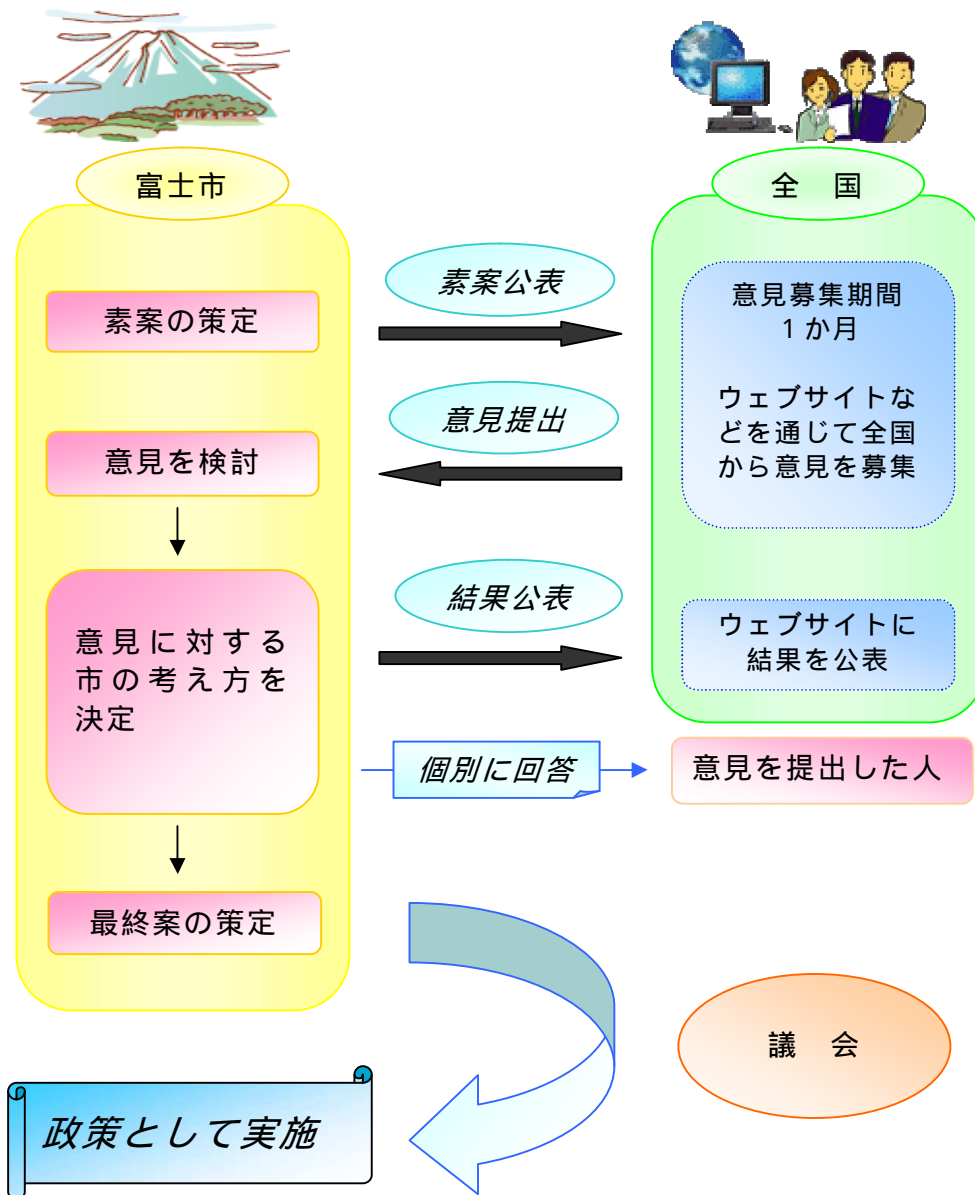 富士市
全　国
素案公表
素案の策定
意見募集期間
１か月
ウェブサイトな
どを通じて全国
から意見を募集
意見提出
意見を検討
結果公表
意見に対する
市の考え方を
決定
ウェブサイトに
結果を公表
個別に回答
意見を提出した人
最終案の策定
議　会
政策として実施